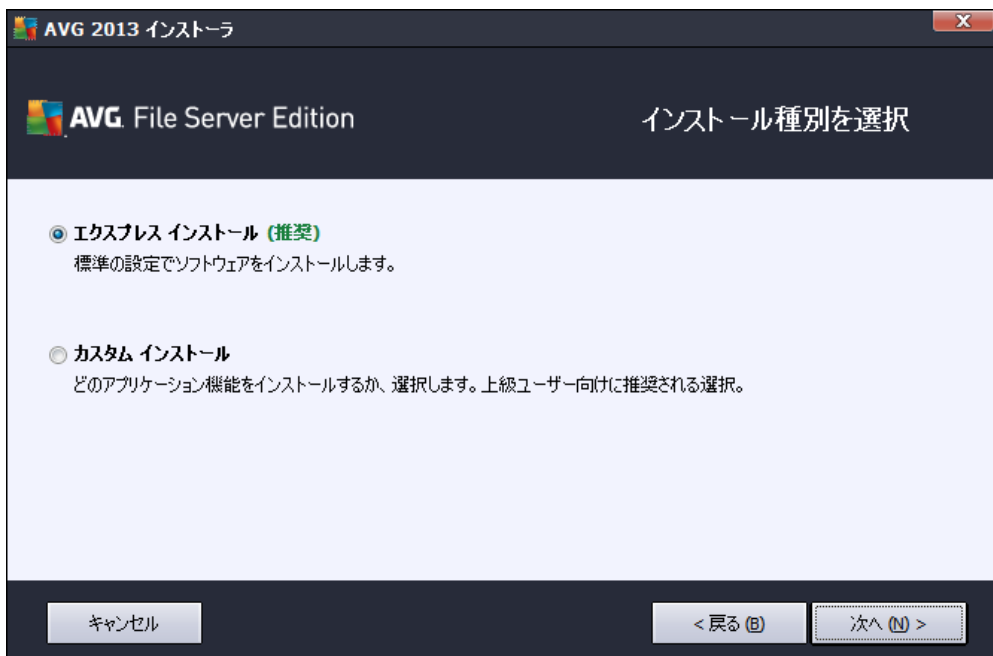 AVG 2013 インストーラ
X
AVG. File Server Edition
インストール種別を選択
エクスプレス インストール (推奨)
標準の設定でソフトウェアをインストールします。
カスタム インストール
どのアプリケーション機能をインストールするか、選択します。上級ユーザー向けに推奨される選択。
キャンセル
< 戻る (B)
次へ (N) >